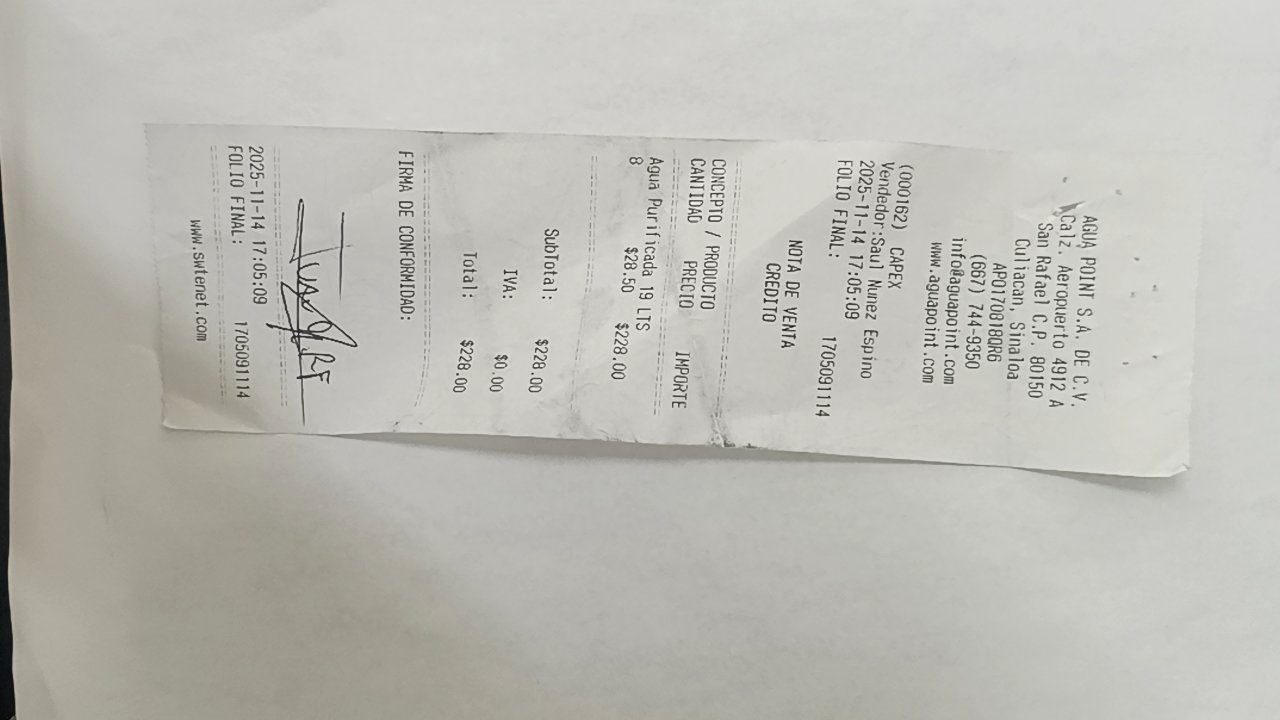 AGUA POINT S.A. DE C.V.
Calz. Aeropuerto 4912 A
San Rafael C.P. 80150
Culiacan, Sinaloa
APO170818QR6
(667) 744-9350
info@aguapoint.com
www.aguapoint.com
(000162) CAPEX
Vendedor:Saul Nunez Espino
2025-11-14 17:05:09
FOLIO FINAL: 1705091114
NOTA DE VENTA
CREDITO
CONCEPTO / PRODUCTO
CANTIDAD PRECIO IMPORTE
Agua Purificada 19 LTS
8 $28.50 $228.00
SubTotal: $228.00
IVA: $0.00
Total: $228.00
FIRMA DE CONFORMIDAD:
2025-11-14 17:05:09
FOLIO FINAL: 1705091114
www.swtenet.com